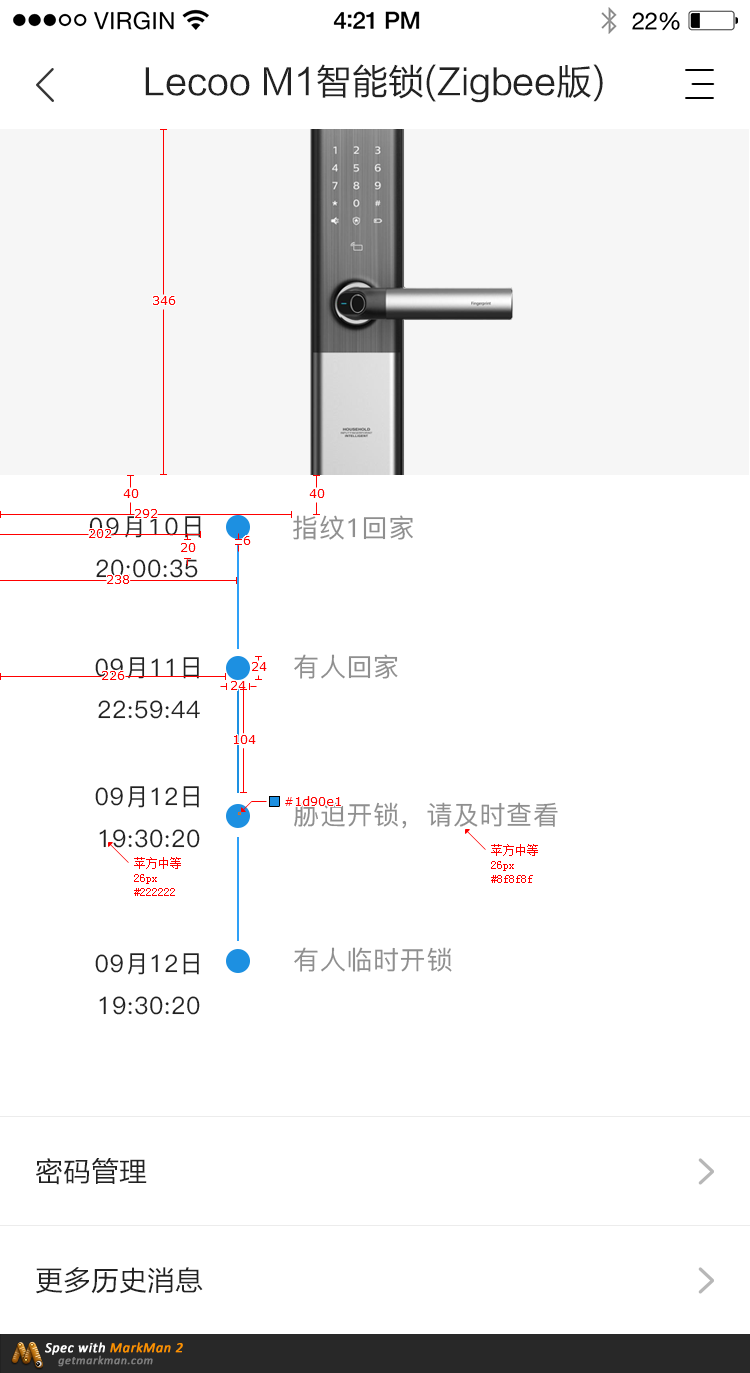 VIRGIN 4:21 PM 22%
Lecoo M1智能锁(Zigbee版)
1 2 3
4 5 6
7 8 9
* 0 #
Fingerprint
346
HOUSEHOLD
INTELLIGENT
40 40
292
09月10日 指纹1回家
202
6
20
20:00:35
238
09月11日 有人回家
24
226
24
22:59:44
104
09月12日
#1d90e1
胁迫开锁，请及时查看
19:30:20
苹方中等
26px
#222222
苹方中等
26px
#8f8f8f
09月12日 有人临时开锁
19:30:20
密码管理
更多历史消息
Spec with MarkMan 2
getmarkman.com